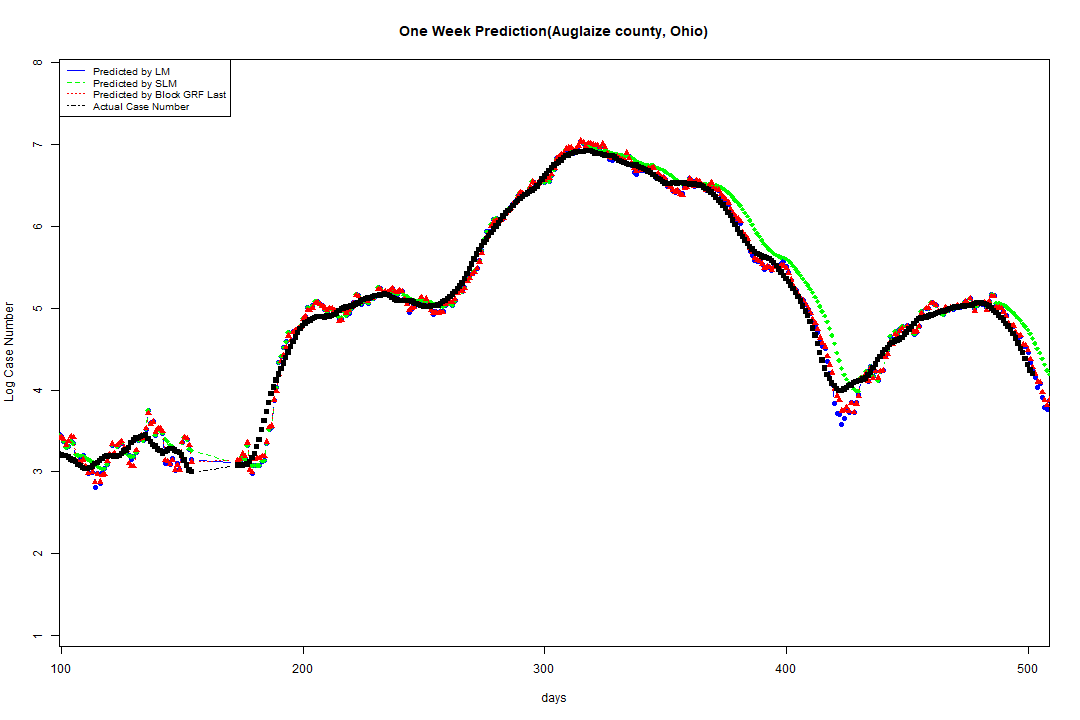 One Week Prediction(Auglaize county, Ohio)
8
Predicted by LM
Predicted by SLM
Predicted by Block GRF Last
Actual Case Number
7
6
5
4
3
2
1
Log Case Number
100 200 300 400 500
days